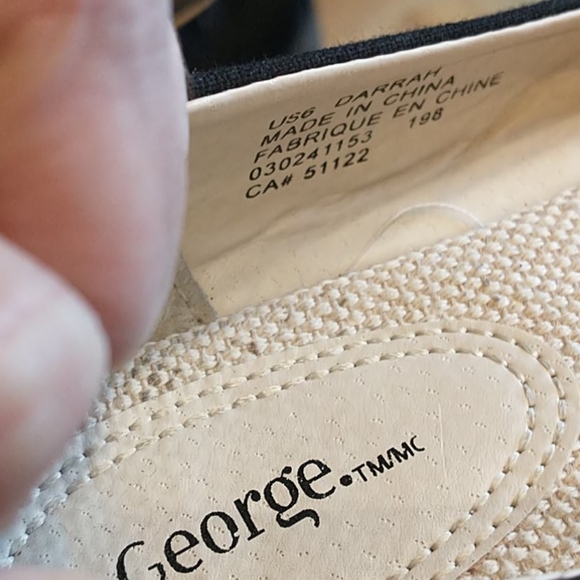 US6 DARRAH
MADE IN CHINA
FABRIQUE EN CHINE
030241153 198
CA# 51122
George.TM/MC